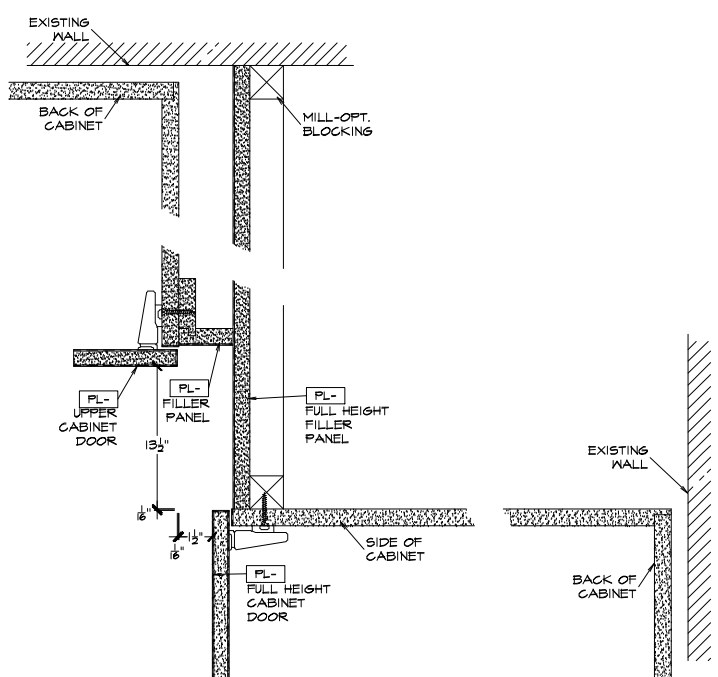 EXISTING
WALL
BACK OF
CABINET
MILL-OPT.
BLOCKING
PL-
UPPER
CABINET
DOOR
PL-
FILLER
PANEL
PL-
FULL HEIGHT
FILLER
PANEL
13½"
EXISTING
WALL
1/16"
1/16"
1½"
SIDE OF
CABINET
PL-
FULL HEIGHT
CABINET
DOOR
BACK OF
CABINET